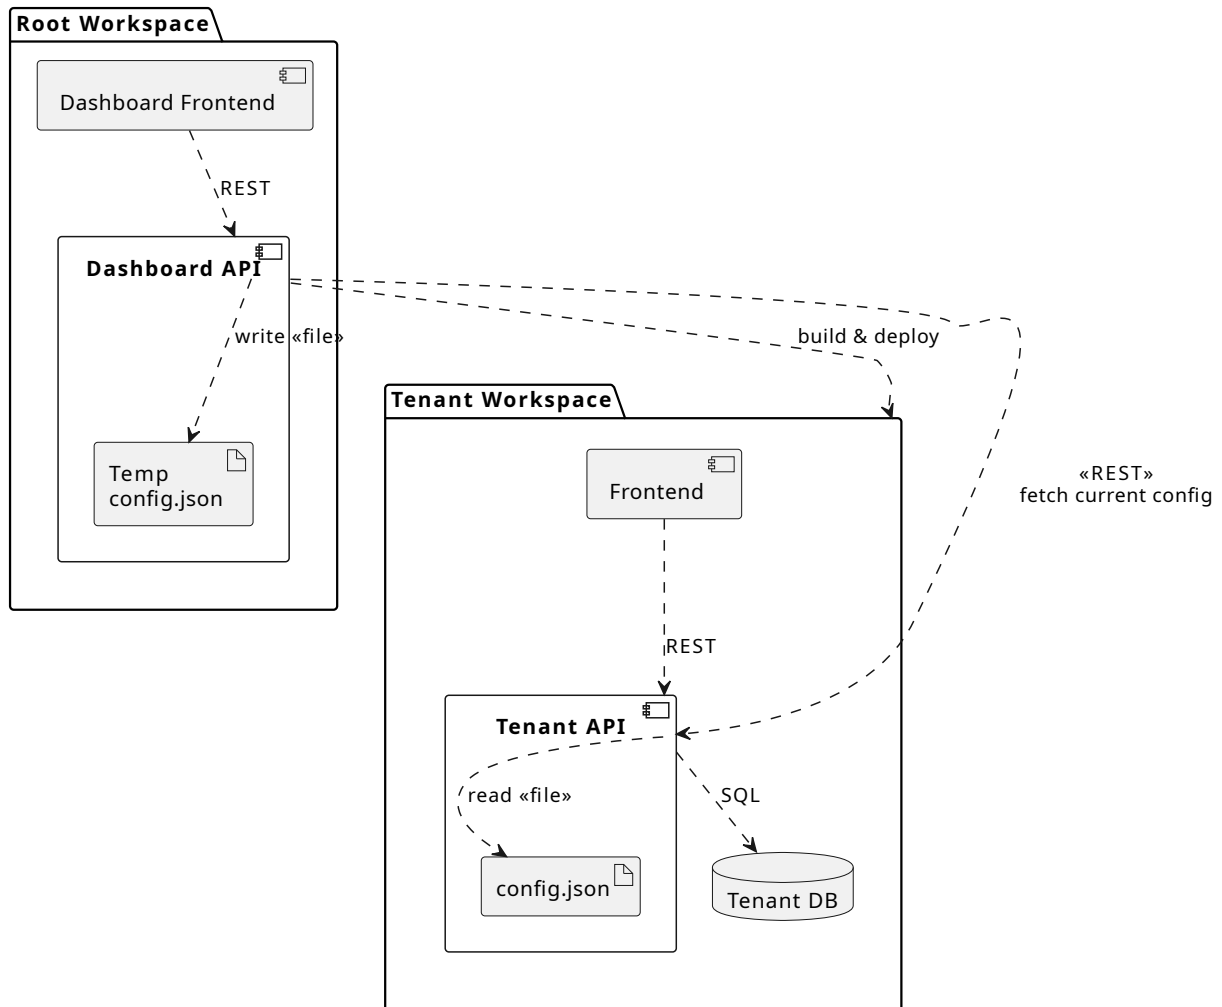 Root Workspace
Dashboard Frontend
REST
Dashboard API
write «file»
build & deploy
Temp
config.json
Tenant Workspace
Frontend
«REST»
fetch current config
REST
Tenant API
read «file»
SQL
config.json
Tenant DB